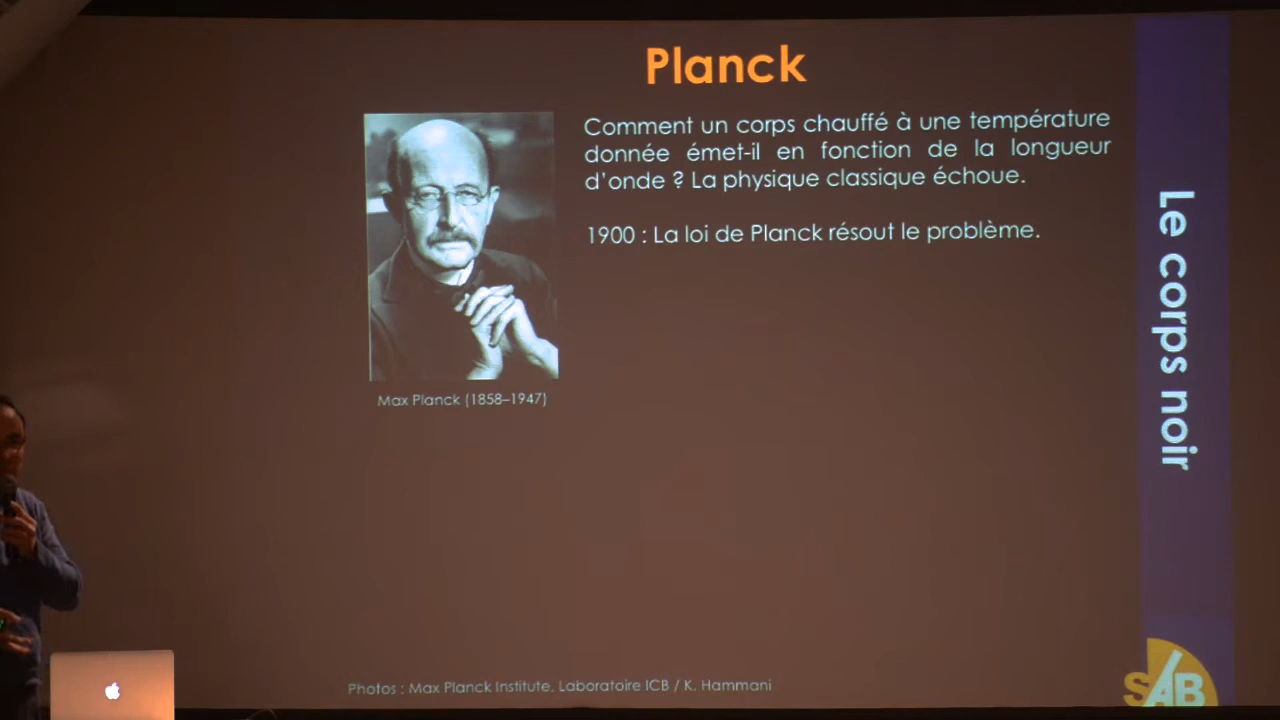 Planck
Comment un corps chauffé à une température
donnée émet-il en fonction de la longueur
d'onde ? La physique classique échoue.
1900 : La loi de Planck résout le problème.
Max Planck (1858–1947)
Le corps noir
Photos : Max Planck Institute, Laboratoire ICB / K. Hammani
SAB